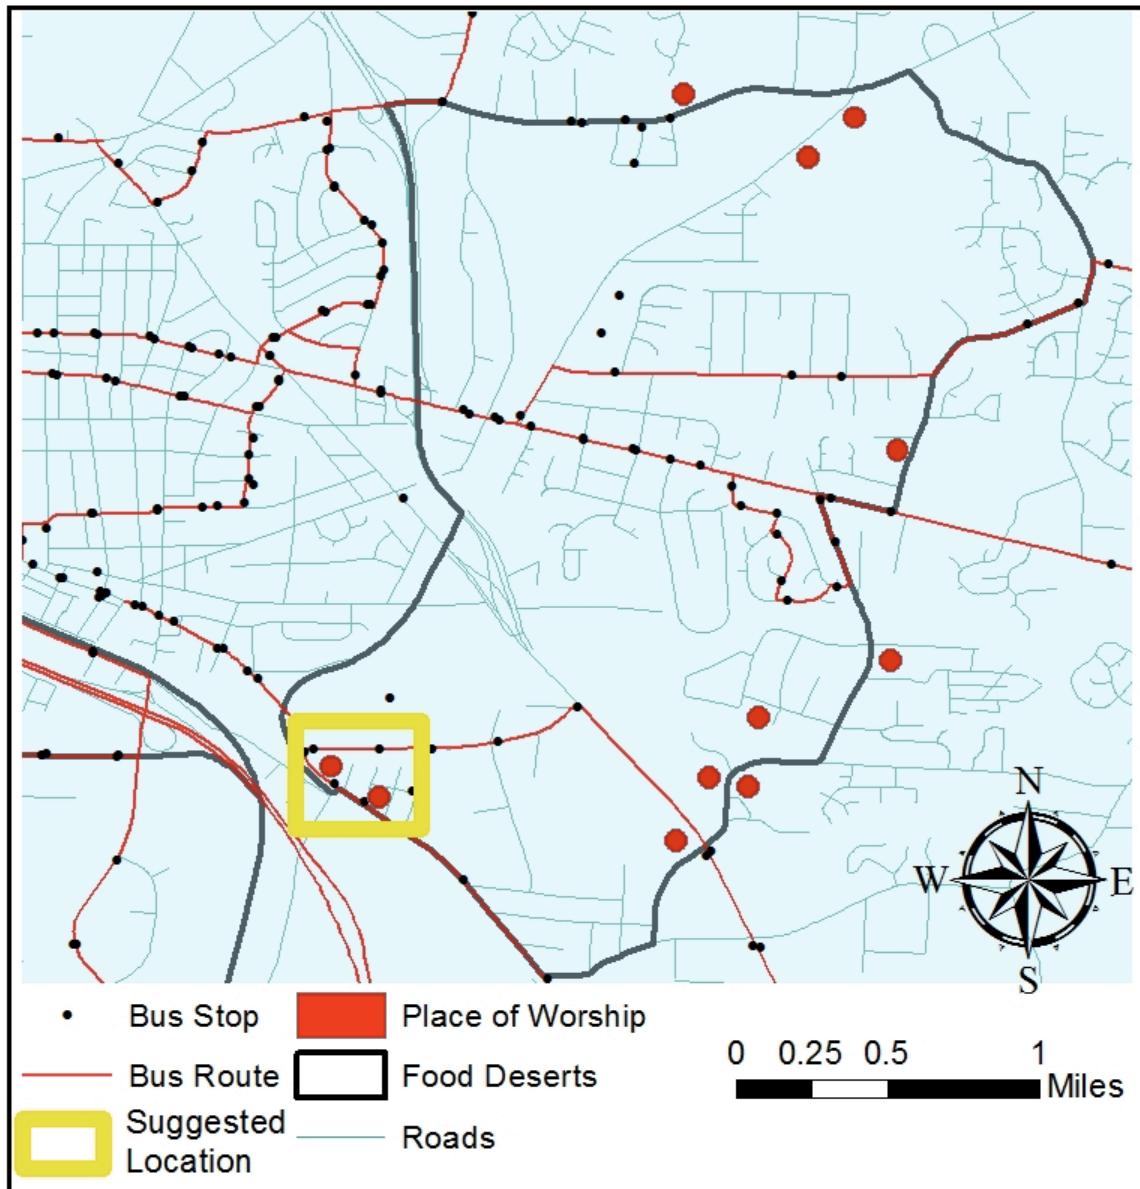 N
W E
S
Bus Stop
Place of Worship
Bus Route
Food Deserts
Suggested
Location
Roads
0 0.25 0.5 1
Miles